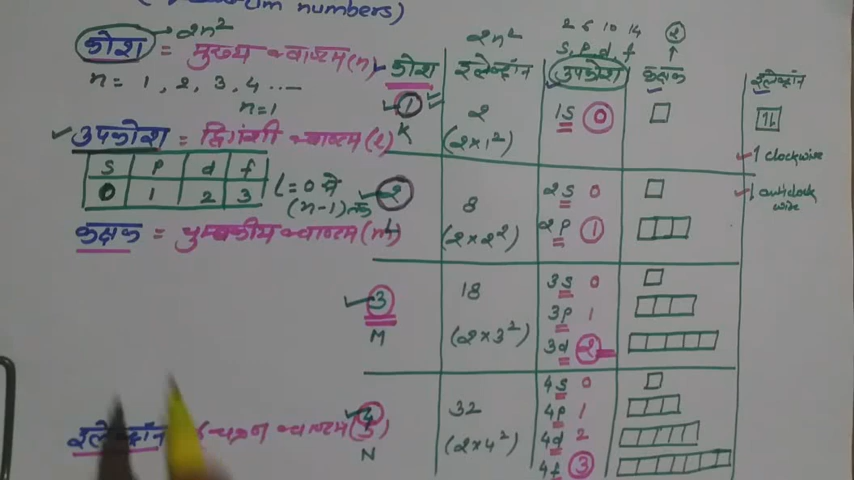 numbers)
कोश → 2n²
= मुख्य क्वाण्टम (n)
n = 1, 2, 3, 4 ....
n=1
उपकोश = द्विगंशी क्वाण्टम (l)
S P d f
0 1 2 3
l = 0 से
(n-1) तक
कक्षक = चुम्बकीय क्वाण्टम (m)
इलेक्ट्रॉन
क्वाण्टम (S)
2 6 10 14
2n² S, P d f 2
कोश इलेक्ट्रॉन उपकोश कक्षक इलेक्ट्रॉन
1 2 1S 0 1L
K (2×1²)
1 clockwise
2 8 2S 0
L (2×2²) 2P 1
1 anticlock
wise
3 18 3S 0
M (2×3²) 3P 1
3d 2
4 32 4S 0
N (2×4²) 4P 1
4d 2
4f 3